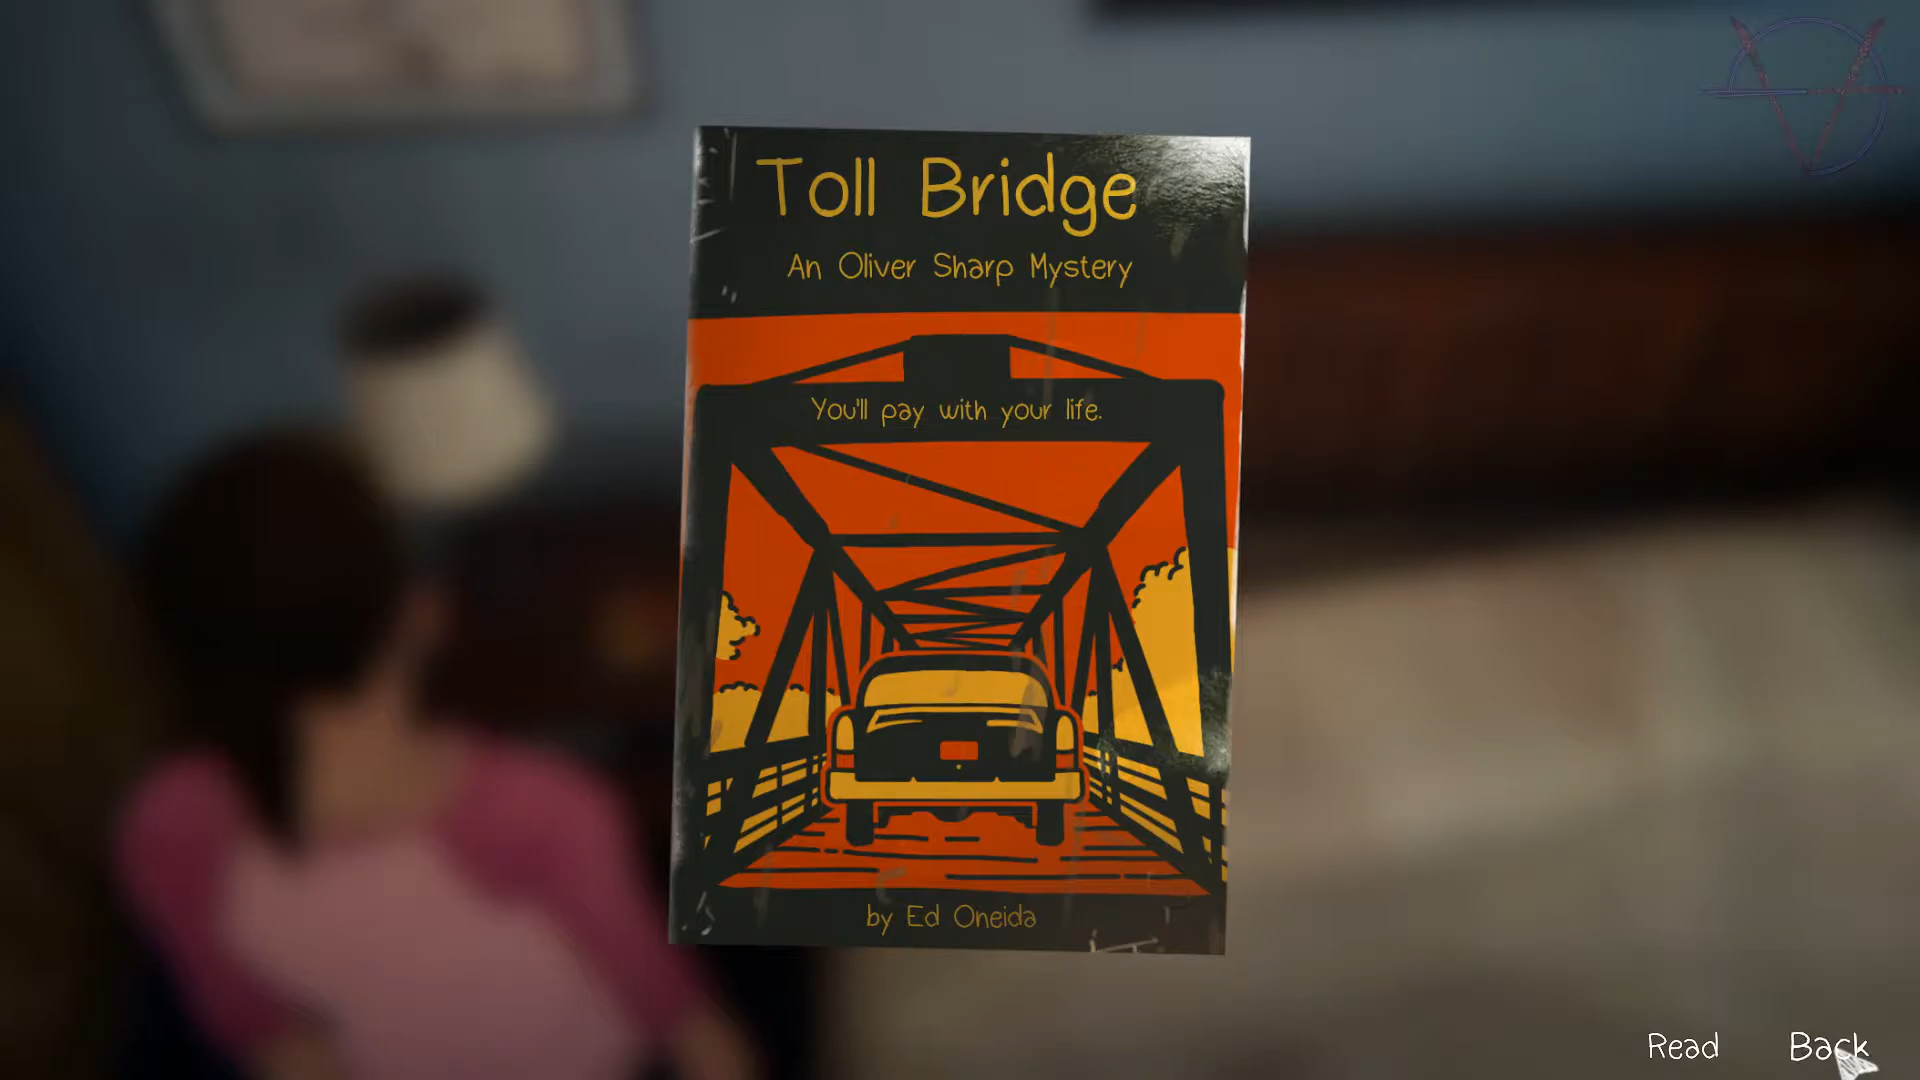 Toll Bridge
An Oliver Sharp Mystery
You'll pay with your life.
by Ed Oneida
Read Back